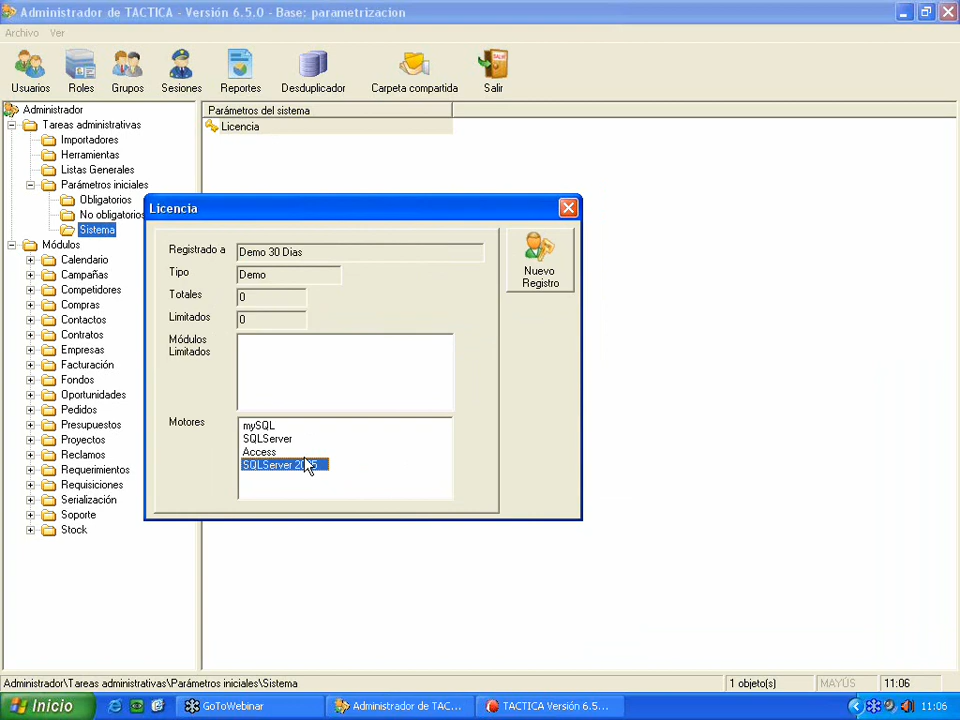 Administrador de TACTICA - Versión 6.5.0 - Base: parametrizacion
Archivo Ver
Usuarios Roles Grupos Sesiones Reportes Desduplicador Carpeta compartida Salir
Administrador
Tareas administrativas
Importadores
Herramientas
Listas Generales
Parámetros iniciales
Obligatorios
No obligatorios
Sistema
Módulos
Calendario
Campañas
Competidores
Compras
Contactos
Contratos
Empresas
Facturación
Fondos
Oportunidades
Pedidos
Presupuestos
Proyectos
Reclamos
Requerimientos
Requisiciones
Serialización
Soporte
Stock
Parámetros del sistema
Licencia
Licencia
Registrado a Demo 30 Dias
Tipo Demo
Totales 0
Limitados 0
Módulos
Limitados
Motores
mySQL
SQLServer
Access
SQLServer
Nuevo
Registro
Administrador\Tareas administrativas\Parámetros iniciales\Sistema
1 objeto(s) MAYÚS 11:06
Inicio GoToWebinar Administrador de TAC... TACTICA Versión 6.5.... 11:06